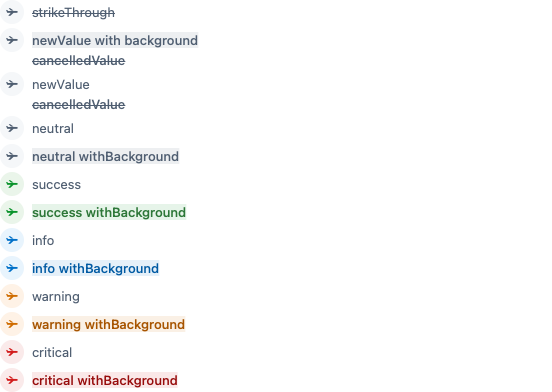 strikeThrough
newValue with background
cancelledValue
newValue
cancelledValue
neutral
neutral withBackground
success
success withBackground
info
info withBackground
warning
warning withBackground
critical
critical withBackground